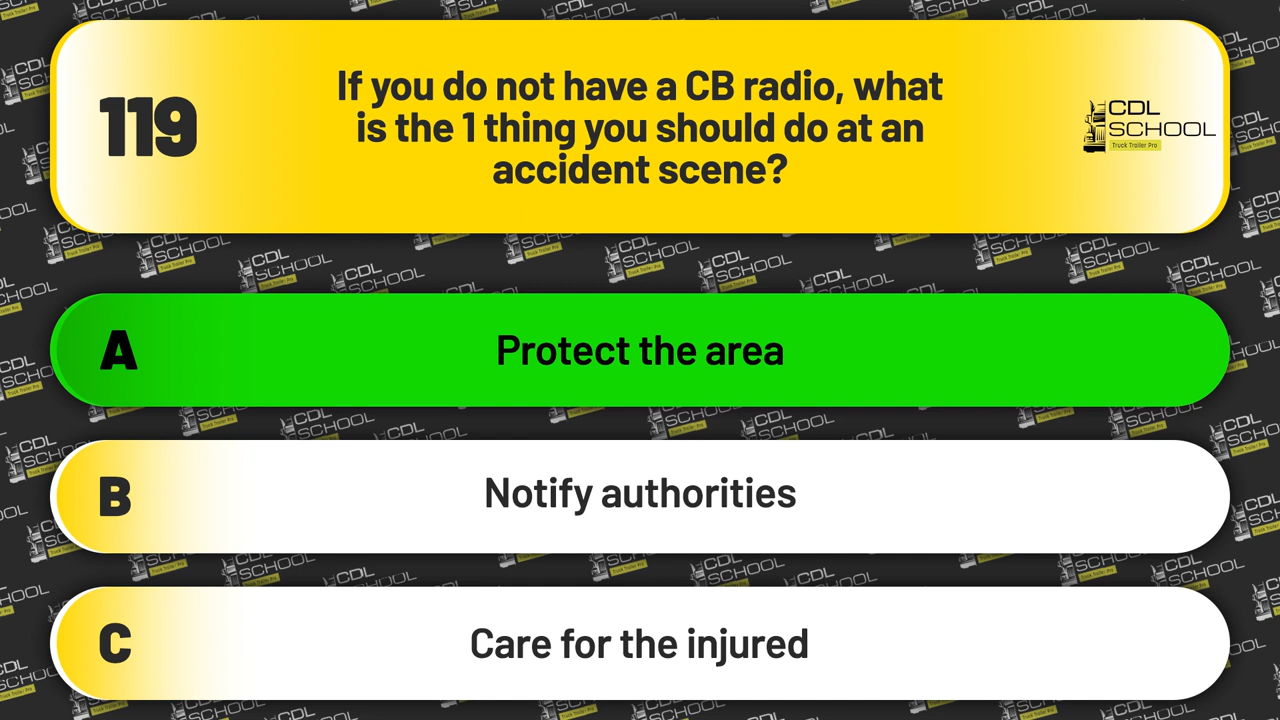 119
If you do not have a CB radio, what
is the 1 thing you should do at an
accident scene?
CDL
SCHOOL
Truck Trailer Pro
A
Protect the area
B
Notify authorities
C
Care for the injured